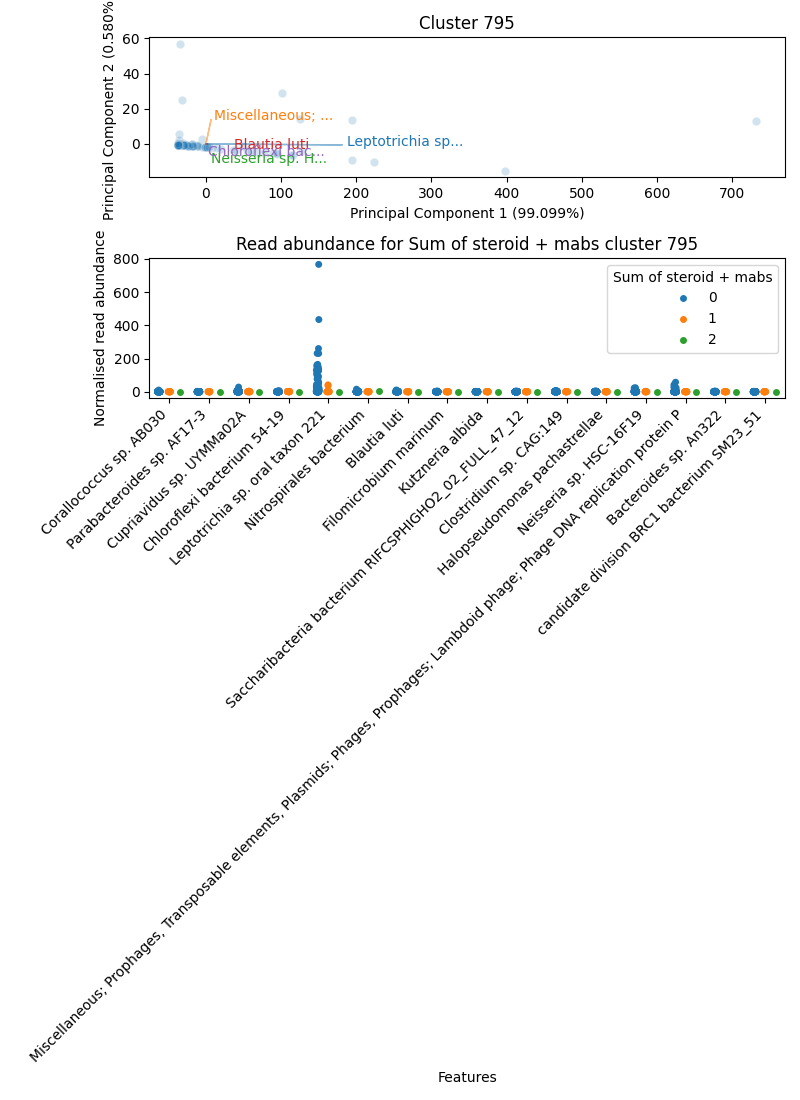 Cluster 795
Principal Component 2 (0.580%
60
40
20
0
Miscellaneous; ...
Leptotrichia sp...
Blautia luti
Chloroflexi bac...
Neisseria sp. H...
0 100 200 300 400 500 600 700
Principal Component 1 (99.099%)
Read abundance for Sum of steroid + mabs cluster 795
Normalised read abundance
800
600
400
200
0
Sum of steroid + mabs
0
1
2
Corallococcus sp. AB030
Parabacteroides sp. AF17-3
Cupriavidus sp. UYMMa02A
Chloroflexi bacterium 54-19
Leptotrichia sp. oral taxon 221
Nitrospirales bacterium
Blautia luti
Filomicrobium marinum
Kutzneria albida
Saccharibacteria bacterium RIFCSPHIGHO2_02_FULL_47_12
Clostridium sp. CAG:149
Halopseudomonas pachastrellae
Neisseria sp. HSC-16F19
Miscellaneous; Prophages, Transposable elements, Plasmids; Phages, Prophages; Lambdoid phage; Phage DNA replication protein P
Bacteroides sp. An322
candidate division BRC1 bacterium SM23_51
Features